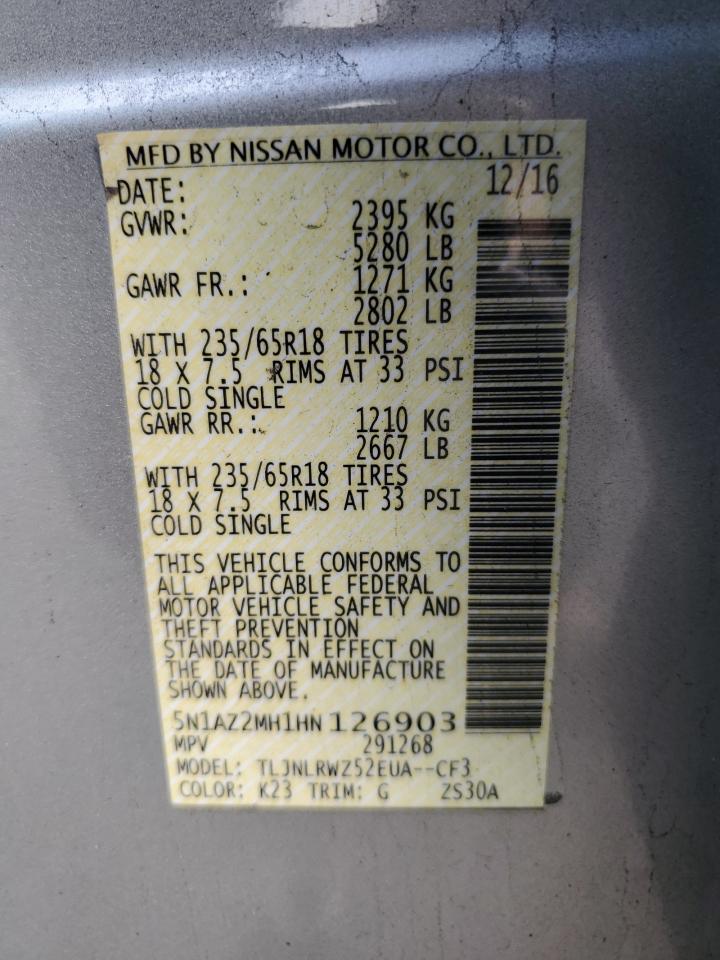 MFD BY NISSAN MOTOR CO., LTD.
DATE: 12/16
GVWR: 2395 KG
5280 LB
GAWR FR.: 1271 KG
2802 LB
WITH 235/65R18 TIRES
18 X 7.5 RIMS AT 33 PSI
COLD SINGLE
GAWR RR.: 1210 KG
2667 LB
WITH 235/65R18 TIRES
18 X 7.5 RIMS AT 33 PSI
COLD SINGLE
THIS VEHICLE CONFORMS TO
ALL APPLICABLE FEDERAL
MOTOR VEHICLE SAFETY AND
THEFT PREVENTION
STANDARDS IN EFFECT ON
THE DATE OF MANUFACTURE
SHOWN ABOVE.
5N1AZ2MH1HN126903
MPV 291268
MODEL: TLJNLRWZ52EUA--CF3
COLOR: K23 TRIM: G ZS30A